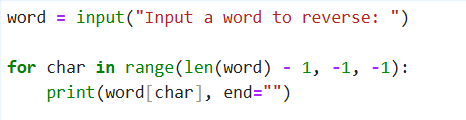 word = input("Input a word to reverse: ")
for char in range(len(word) - 1, -1, -1):
    print(word[char], end="")